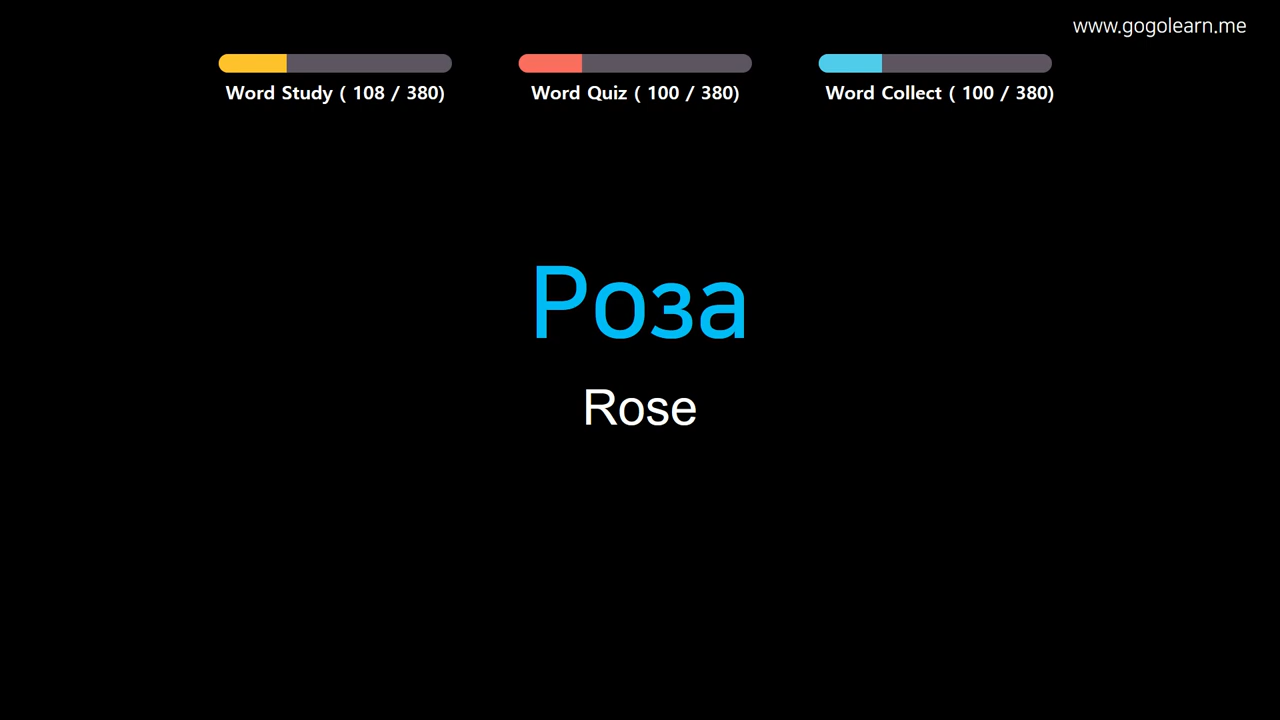 www.gogolearn.me
Word Study ( 108 / 380)
Word Quiz ( 100 / 380)
Word Collect ( 100 / 380)
Роза
Rose